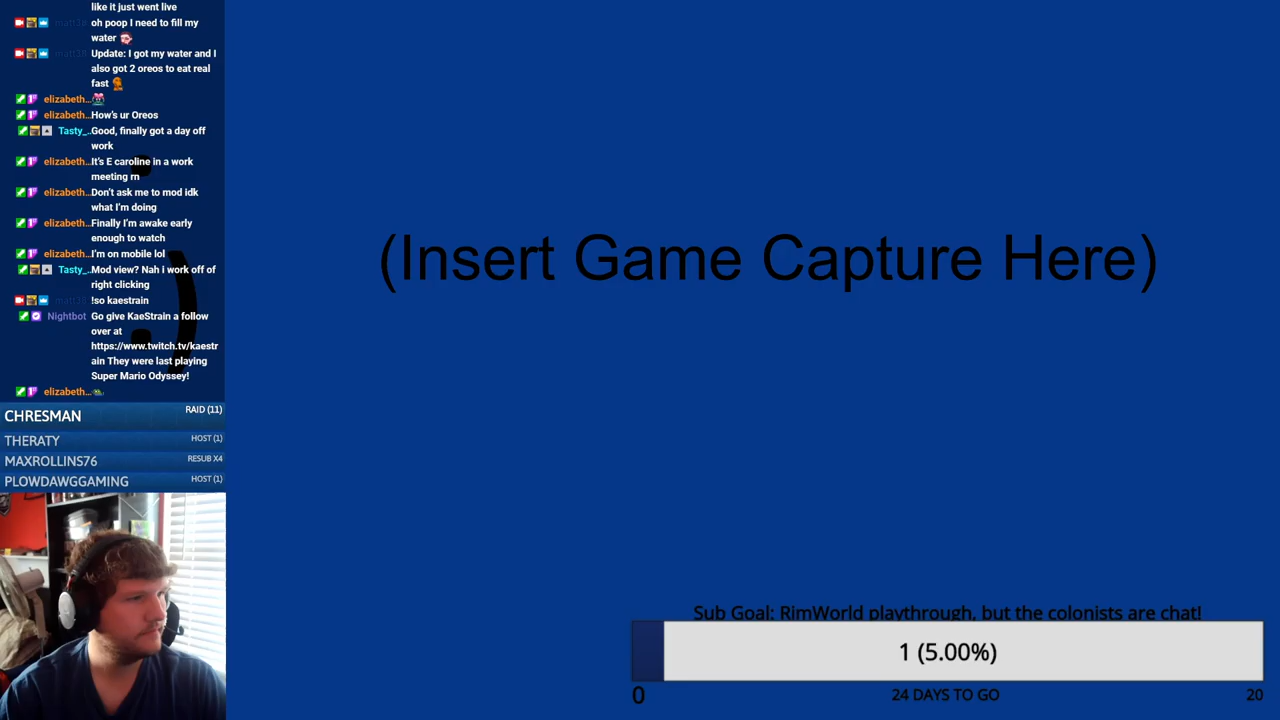 like it just went live
oh poop I need to fill my
water
Update: I got my water and I
also got 2 oreos to eat real
fast
elizabeth...
elizabeth...How's ur Oreos
Tasty_...Good, finally got a day off
work
elizabeth...It's E caroline in a work
meeting rn
elizabeth...Don't ask me to mod idk
what I'm doing
elizabeth...Finally I'm awake early
enough to watch
elizabeth...I'm on mobile lol
Tasty_...Mod view? Nah i work off of
right clicking
!so kaestrain
Nightbot Go give KaeStrain a follow
over at
https://www.twitch.tv/kaestr
ain They were last playing
Super Mario Odyssey!
elizabeth...
CHRESMAN RAID (11)
THERATY HOST (1)
MAXROLLINS76 RESUB X4
PLOWDAWGGAMING HOST (1)
:)
(Insert Game Capture Here)
Sub Goal: RimWorld playthrough, but the colonists are chat!
1 (5.00%)
0 24 DAYS TO GO 20